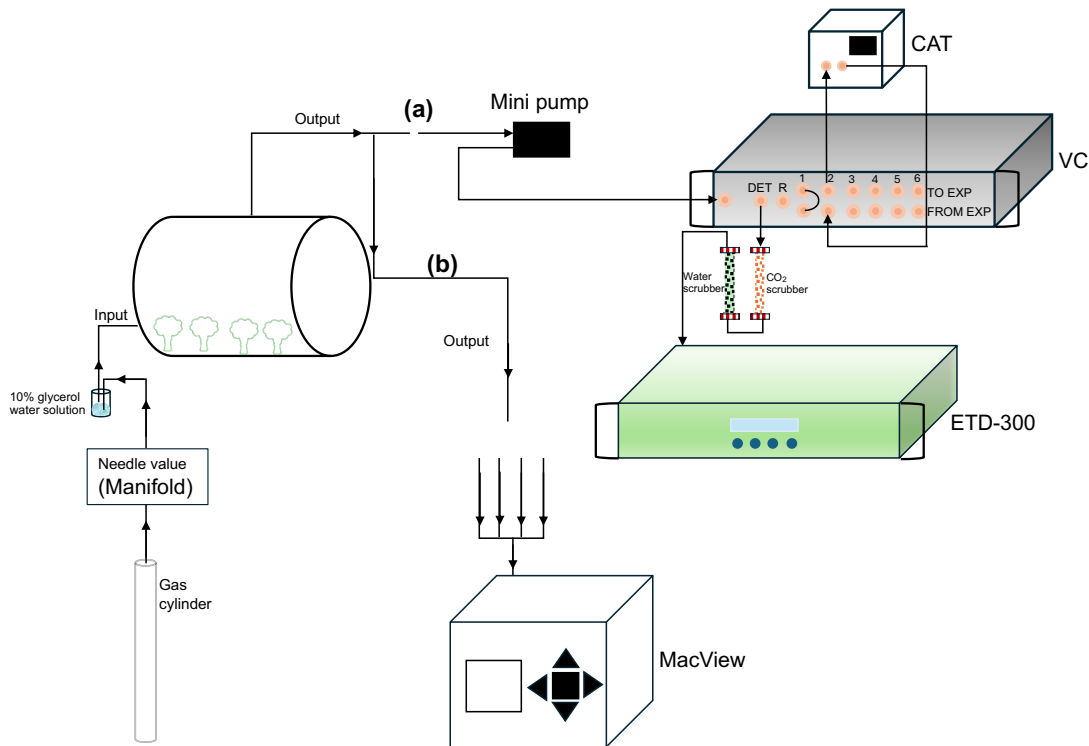 CAT
(a)
Mini pump
Output
VC
1 2 3 4 5 6
DET R
TO EXP
FROM EXP
Water
scrubber
CO₂
scrubber
(b)
Input
Output
10% glycerol
water solution
ETD-300
Needle value
(Manifold)
Gas
cylinder
MacView